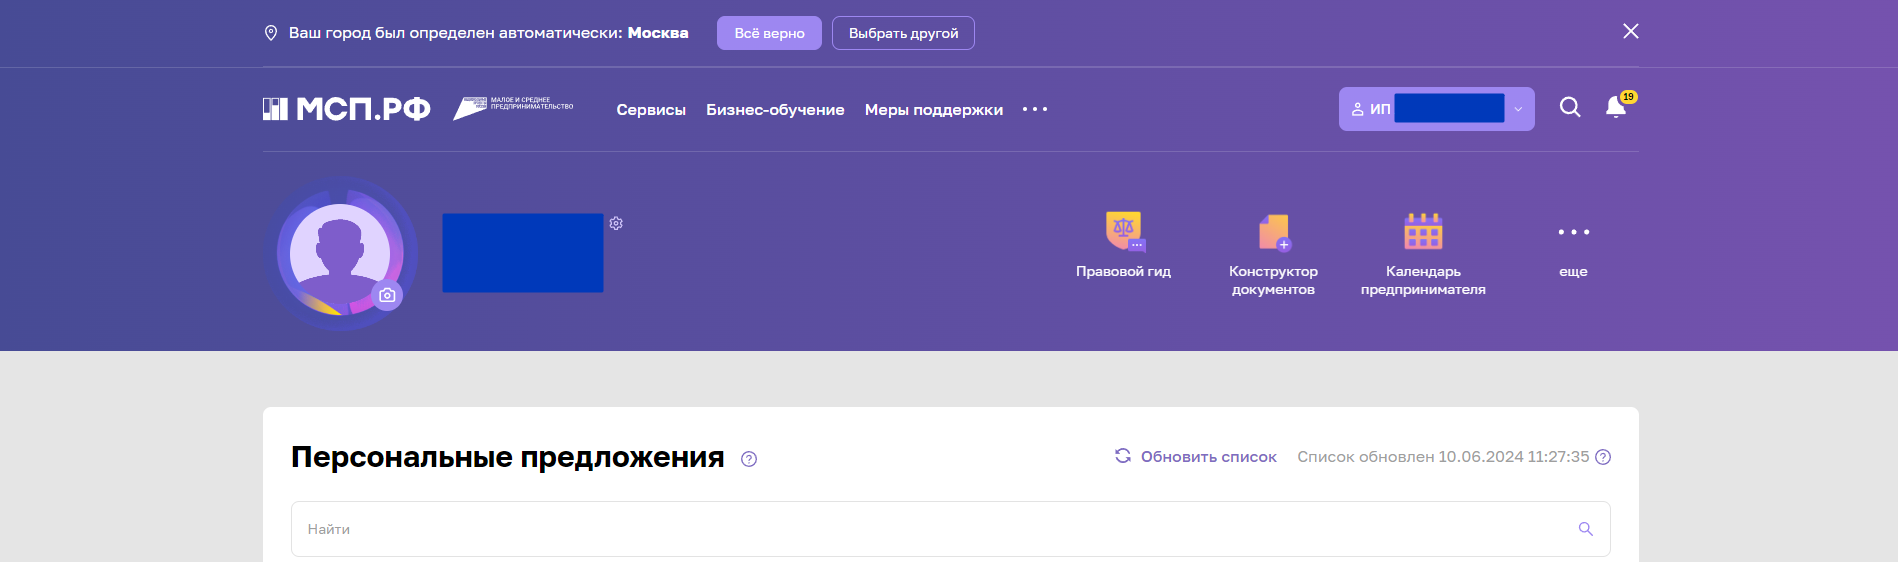 Ваш город был определен автоматически: Москва
Всё верно
Выбрать другой
МСП.РФ
МАЛОЕ И СРЕДНЕЕ
ПРЕДПРИНИМАТЕЛЬСТВО
Сервисы
Бизнес-обучение
Меры поддержки
ИП
19
Правовой гид
Конструктор
документов
Календарь
предпринимателя
еще
Персональные предложения
Обновить список
Список обновлен 10.06.2024 11:27:35
Найти